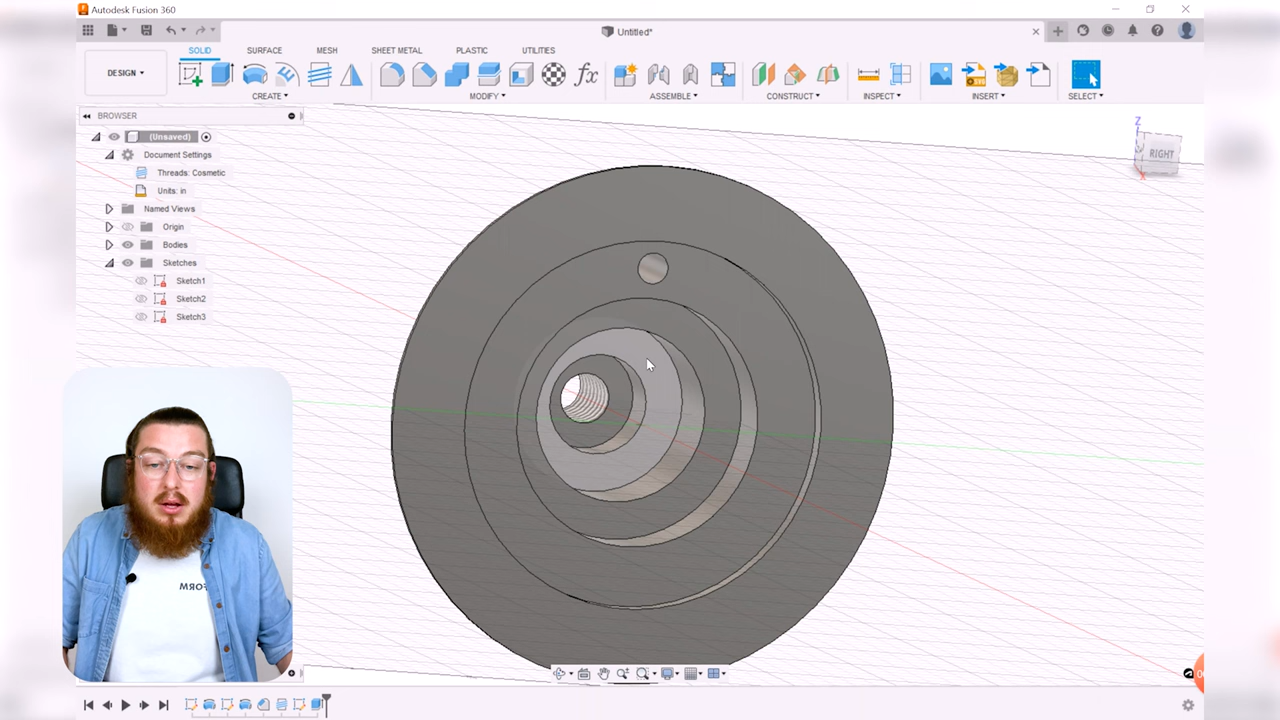 Autodesk Fusion 360
Untitled*
SOLID SURFACE MESH SHEET METAL PLASTIC UTILITIES
DESIGN
CREATE MODIFY ASSEMBLE CONSTRUCT INSPECT INSERT SELECT
BROWSER
(Unsaved)
Document Settings
Threads: Cosmetic
Units: in
Named Views
Origin
Bodies
Sketches
Sketch1
Sketch2
Sketch3
Z
RIGHT
X
FORM